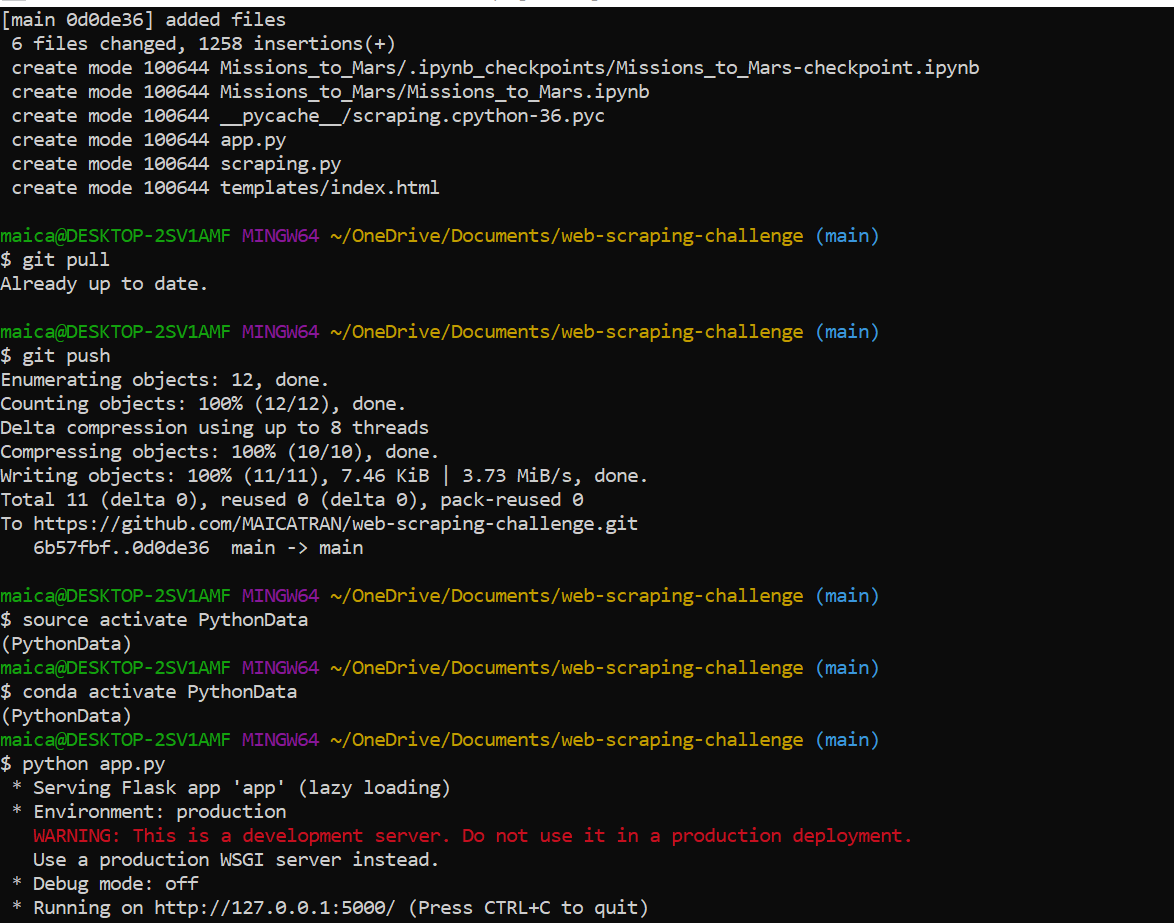 [main 0d0de36] added files
 6 files changed, 1258 insertions(+)
 create mode 100644 Missions_to_Mars/.ipynb_checkpoints/Missions_to_Mars-checkpoint.ipynb
 create mode 100644 Missions_to_Mars/Missions_to_Mars.ipynb
 create mode 100644 __pycache__/scraping.cpython-36.pyc
 create mode 100644 app.py
 create mode 100644 scraping.py
 create mode 100644 templates/index.html
maica@DESKTOP-2SV1AMF MINGW64 ~/OneDrive/Documents/web-scraping-challenge (main)
$ git pull
Already up to date.
maica@DESKTOP-2SV1AMF MINGW64 ~/OneDrive/Documents/web-scraping-challenge (main)
$ git push
Enumerating objects: 12, done.
Counting objects: 100% (12/12), done.
Delta compression using up to 8 threads
Compressing objects: 100% (10/10), done.
Writing objects: 100% (11/11), 7.46 KiB | 3.73 MiB/s, done.
Total 11 (delta 0), reused 0 (delta 0), pack-reused 0
To https://github.com/MAICATRAN/web-scraping-challenge.git
   6b57fbf..0d0de36  main -> main
maica@DESKTOP-2SV1AMF MINGW64 ~/OneDrive/Documents/web-scraping-challenge (main)
$ source activate PythonData
(PythonData)
maica@DESKTOP-2SV1AMF MINGW64 ~/OneDrive/Documents/web-scraping-challenge (main)
$ conda activate PythonData
(PythonData)
maica@DESKTOP-2SV1AMF MINGW64 ~/OneDrive/Documents/web-scraping-challenge (main)
$ python app.py
 * Serving Flask app 'app' (lazy loading)
 * Environment: production
   WARNING: This is a development server. Do not use it in a production deployment.
   Use a production WSGI server instead.
 * Debug mode: off
 * Running on http://127.0.0.1:5000/ (Press CTRL+C to quit)